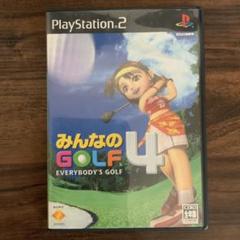 PlayStation 2
みんなの
GOLF 4
EVERYBODY'S GOLF